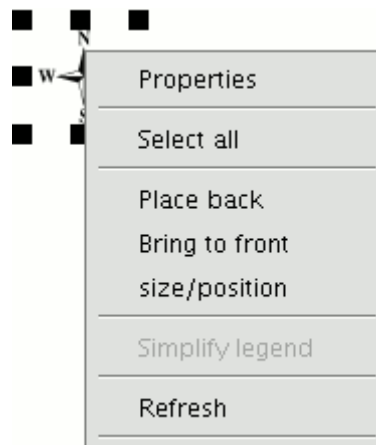 N
W
S
Properties
Select all
Place back
Bring to front
size/position
Simplify legend
Refresh